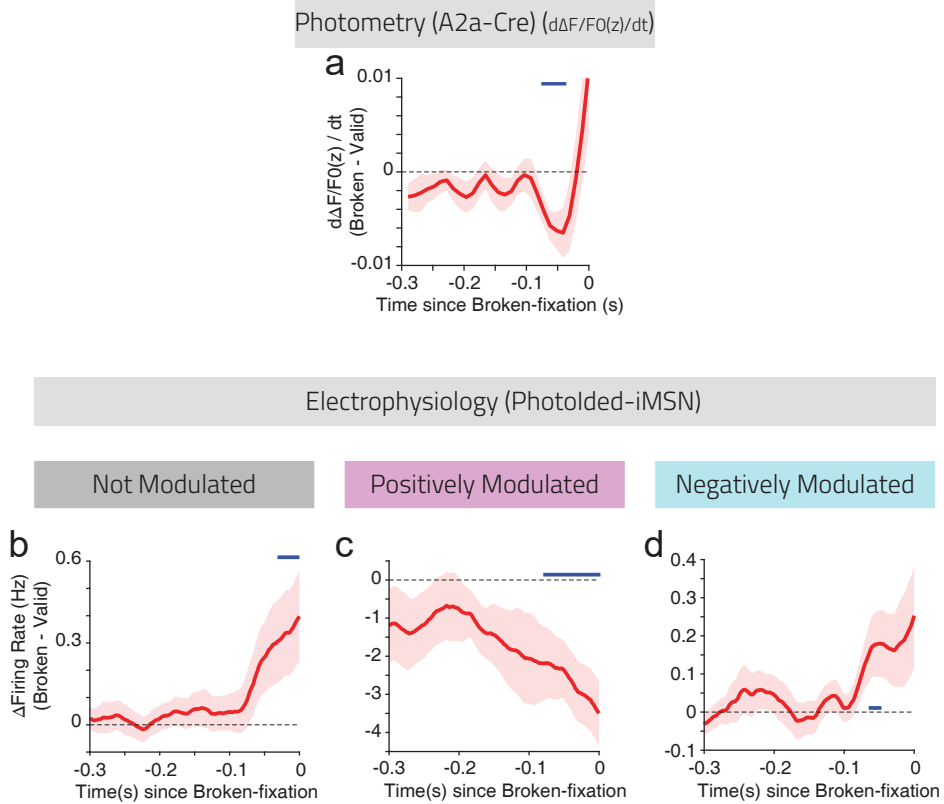 Photometry (A2a-Cre) (dΔF/F0(z)/dt)
a
dΔF/F0(z) / dt
(Broken - Valid)
0.01
0
-0.01
-0.3 -0.2 -0.1 0
Time since Broken-fixation (s)
Electrophysiology (PhotoIded-iMSN)
Not Modulated
Positively Modulated
Negatively Modulated
b
ΔFiring Rate (Hz)
(Broken - Valid)
0.6
0.3
0
-0.3 -0.2 -0.1 0
Time(s) since Broken-fixation
c
0
-1
-2
-3
-4
-0.3 -0.2 -0.1 0
Time(s) since Broken-fixation
d
0.4
0.3
0.2
0.1
0
-0.1
-0.3 -0.2 -0.1 0
Time(s) since Broken-fixation